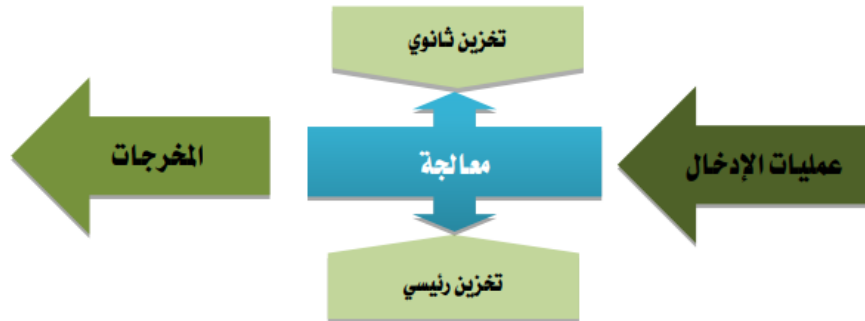 تخزين ثانوي
عمليات الإدخال
معالجة
المخرجات
تخزين رئيسي